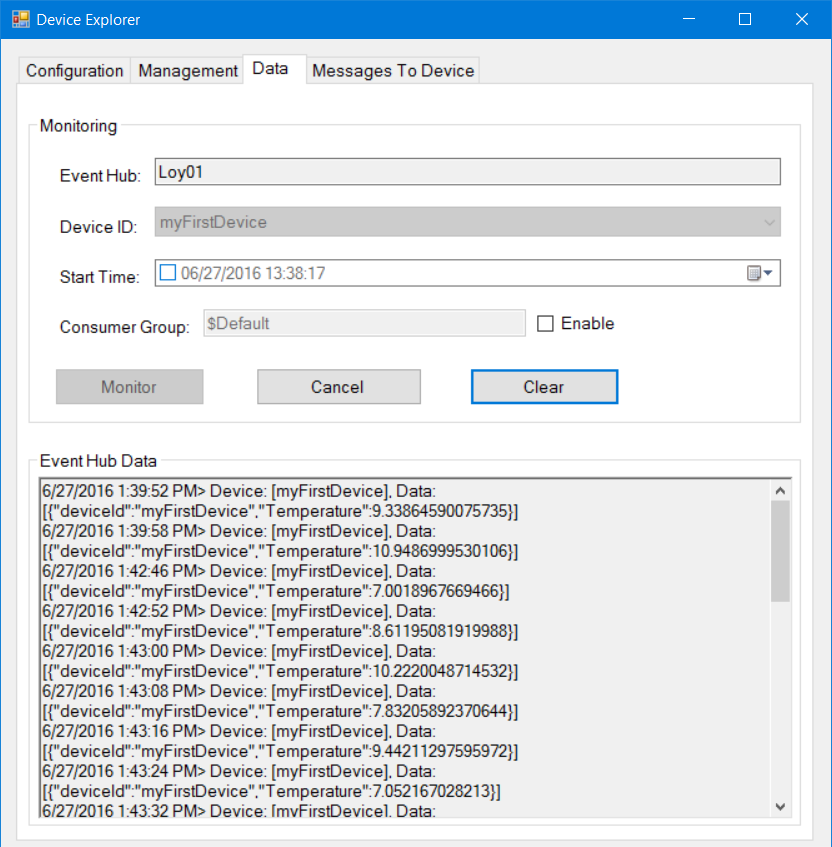 Device Explorer
Configuration Management Data Messages To Device
Monitoring
Event Hub: Loy01
Device ID: myFirstDevice
Start Time: 06/27/2016 13:38:17
Consumer Group: $Default Enable
Monitor Cancel Clear
Event Hub Data
6/27/2016 1:39:52 PM> Device: [myFirstDevice], Data:
[{"deviceId":"myFirstDevice","Temperature":9.33864590075735}]
6/27/2016 1:39:58 PM> Device: [myFirstDevice], Data:
[{"deviceId":"myFirstDevice","Temperature":10.9486999530106}]
6/27/2016 1:42:46 PM> Device: [myFirstDevice], Data:
[{"deviceId":"myFirstDevice","Temperature":7.0018967669466}]
6/27/2016 1:42:52 PM> Device: [myFirstDevice], Data:
[{"deviceId":"myFirstDevice","Temperature":8.61195081919988}]
6/27/2016 1:43:00 PM> Device: [myFirstDevice], Data:
[{"deviceId":"myFirstDevice","Temperature":10.2220048714532}]
6/27/2016 1:43:08 PM> Device: [myFirstDevice], Data:
[{"deviceId":"myFirstDevice","Temperature":7.83205892370644}]
6/27/2016 1:43:16 PM> Device: [myFirstDevice], Data:
[{"deviceId":"myFirstDevice","Temperature":9.44211297595972}]
6/27/2016 1:43:24 PM> Device: [myFirstDevice], Data:
[{"deviceId":"myFirstDevice","Temperature":7.052167028213}]
6/27/2016 1:43:32 PM> Device: [myFirstDevice], Data: